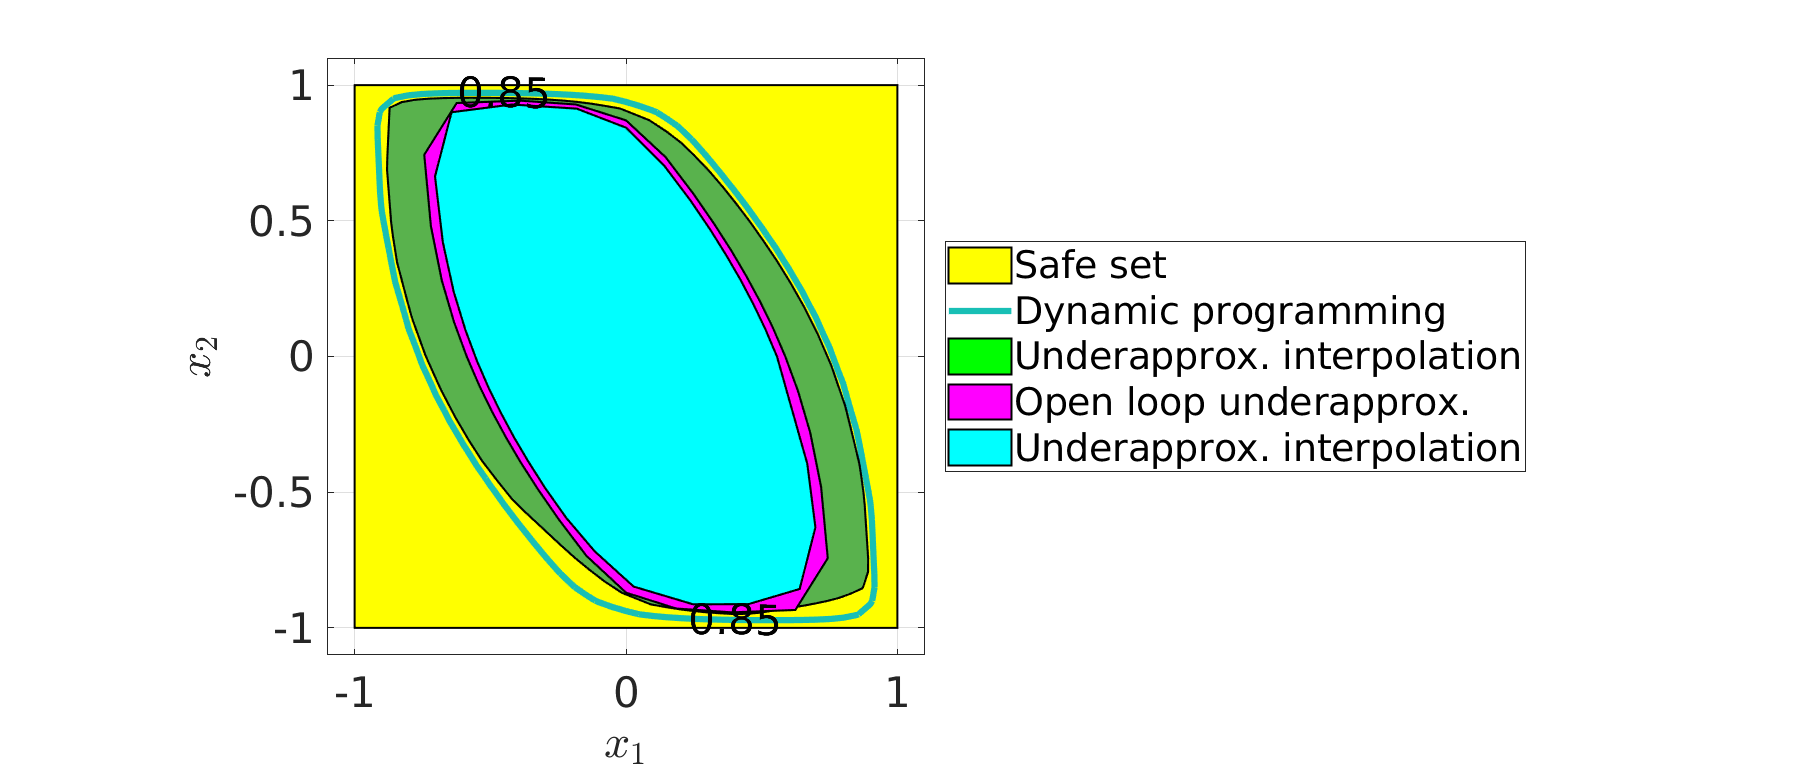 0.85
1
0.5
0
-0.5
-1
x2
0.85
-1
0
1
x1
Safe set
Dynamic programming
Underapprox. interpolation
Open loop underapprox.
Underapprox. interpolation